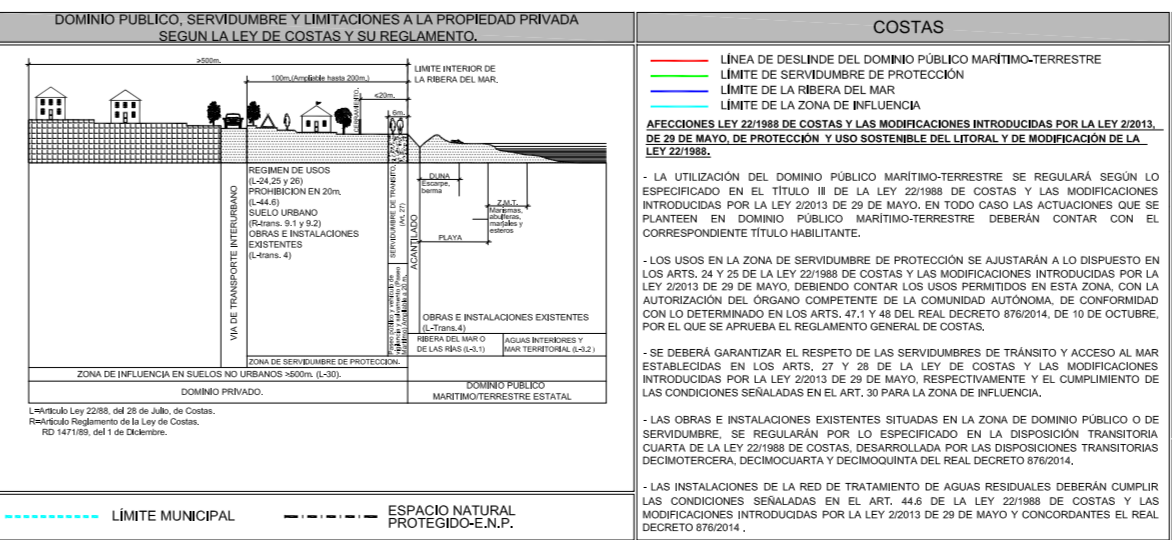 DOMINIO PUBLICO, SERVIDUMBRE Y LIMITACIONES A LA PROPIEDAD PRIVADA
SEGUN LA LEY DE COSTAS Y SU REGLAMENTO.
>500m.
100m.(Ampliable hasta 200m.)
LIMITE INTERIOR DE
LA RIBERA DEL MAR.
≤20m.
CERRAMIENTO.
6m.
VIA DE TRANSPORTE INTERURBANO
REGIMEN DE USOS
(L-24,25 y 26)
PROHIBICION EN 20m.
(L-44.6)
SUELO URBANO
(R-trans. 9.1 y 9.2)
OBRAS E INSTALACIONES
EXISTENTES
(L-trans. 4)
SERVIDUMBRE DE TRANSITO.
(Art. 27)
Paseo público y vehículo de
vigilancia y salvamento (Paseo
Marítimo) Ampliable a 20 m.
ACANTILADO
DUNA
Escarpe,
berma
Z.M.T.
Marismas,
albuferas,
marjales y
esteros
PLAYA
OBRAS E INSTALACIONES EXISTENTES
(L-Trans.4)
RIBERA DEL MAR O
DE LAS RÍAS (L-3.1)
AGUAS INTERIORES Y
MAR TERRITORIAL (L-3.2 )
ZONA DE SERVIDUMBRE DE PROTECCION.
ZONA DE INFLUENCIA EN SUELOS NO URBANOS >500m. (L-30).
DOMINIO PRIVADO.
DOMINIO PUBLICO
MARITIMO/TERRESTRE ESTATAL
L=Articulo Ley 22/88, del 28 de Julio, de Costas.
R=Articulo Reglamento de la Ley de Costas.
RD 1471/89, del 1 de Diciembre.
LÍMITE MUNICIPAL
ESPACIO NATURAL
PROTEGIDO-E.N.P.
COSTAS
LÍNEA DE DESLINDE DEL DOMINIO PÚBLICO MARÍTIMO-TERRESTRE
LÍMITE DE SERVIDUMBRE DE PROTECCIÓN
LÍMITE DE LA RIBERA DEL MAR
LÍMITE DE LA ZONA DE INFLUENCIA
AFECCIONES LEY 22/1988 DE COSTAS Y LAS MODIFICACIONES INTRODUCIDAS POR LA LEY 2/2013,
DE 29 DE MAYO, DE PROTECCIÓN Y USO SOSTENIBLE DEL LITORAL Y DE MODIFICACIÓN DE LA
LEY 22/1988.
- LA UTILIZACIÓN DEL DOMINIO PÚBLICO MARÍTIMO-TERRESTRE SE REGULARÁ SEGÚN LO
ESPECIFICADO EN EL TÍTULO III DE LA LEY 22/1988 DE COSTAS Y LAS MODIFICACIONES
INTRODUCIDAS POR LA LEY 2/2013 DE 29 DE MAYO. EN TODO CASO LAS ACTUACIONES QUE SE
PLANTEEN EN DOMINIO PÚBLICO MARÍTIMO-TERRESTRE DEBERÁN CONTAR CON EL
CORRESPONDIENTE TÍTULO HABILITANTE.
- LOS USOS EN LA ZONA DE SERVIDUMBRE DE PROTECCIÓN SE AJUSTARÁN A LO DISPUESTO EN
LOS ARTS. 24 Y 25 DE LA LEY 22/1988 DE COSTAS Y LAS MODIFICACIONES INTRODUCIDAS POR LA
LEY 2/2013 DE 29 DE MAYO, DEBIENDO CONTAR LOS USOS PERMITIDOS EN ESTA ZONA, CON LA
AUTORIZACIÓN DEL ÓRGANO COMPETENTE DE LA COMUNIDAD AUTÓNOMA, DE CONFORMIDAD
CON LO DETERMINADO EN LOS ARTS. 47.1 Y 48 DEL REAL DECRETO 876/2014, DE 10 DE OCTUBRE,
POR EL QUE SE APRUEBA EL REGLAMENTO GENERAL DE COSTAS.
- SE DEBERÁ GARANTIZAR EL RESPETO DE LAS SERVIDUMBRES DE TRÁNSITO Y ACCESO AL MAR
ESTABLECIDAS EN LOS ARTS. 27 Y 28 DE LA LEY DE COSTAS Y LAS MODIFICACIONES
INTRODUCIDAS POR LA LEY 2/2013 DE 29 DE MAYO, RESPECTIVAMENTE Y EL CUMPLIMIENTO DE
LAS CONDICIONES SEÑALADAS EN EL ART. 30 PARA LA ZONA DE INFLUENCIA.
- LAS OBRAS E INSTALACIONES EXISTENTES SITUADAS EN LA ZONA DE DOMINIO PÚBLICO O DE
SERVIDUMBRE, SE REGULARÁN POR LO ESPECIFICADO EN LA DISPOSICIÓN TRANSITORIA
CUARTA DE LA LEY 22/1988 DE COSTAS, DESARROLLADA POR LAS DISPOSICIONES TRANSITORIAS
DECIMOTERCERA, DECIMOCUARTA Y DECIMOQUINTA DEL REAL DECRETO 876/2014.
- LAS INSTALACIONES DE LA RED DE TRATAMIENTO DE AGUAS RESIDUALES DEBERÁN CUMPLIR
LAS CONDICIONES SEÑALADAS EN EL ART. 44.6 DE LA LEY 22/1988 DE COSTAS Y LAS
MODIFICACIONES INTRODUCIDAS POR LA LEY 2/2013 DE 29 DE MAYO Y CONCORDANTES EL REAL
DECRETO 876/2014 .